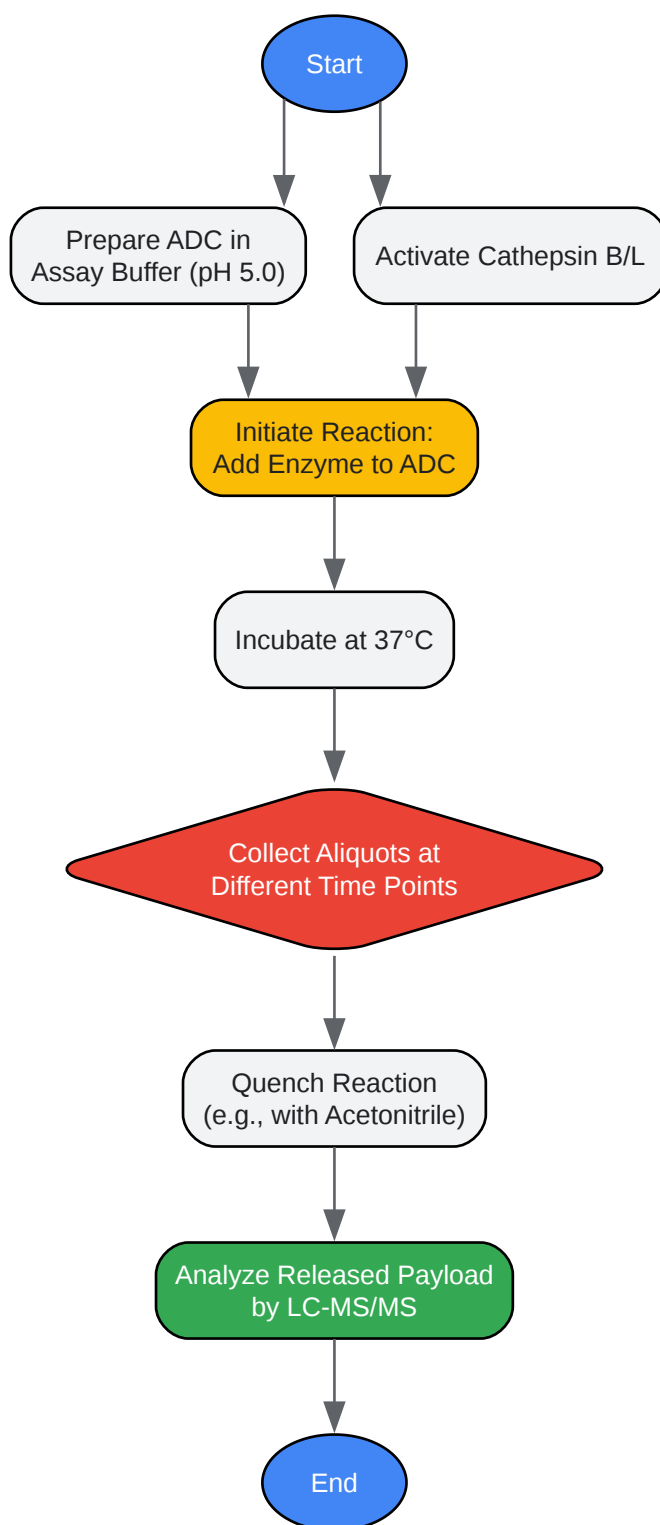 Start
Prepare ADC in
Assay Buffer (pH 5.0)
Activate Cathepsin B/L
Initiate Reaction:
Add Enzyme to ADC
Incubate at 37°C
Collect Aliquots at
Different Time Points
Quench Reaction
(e.g., with Acetonitrile)
Analyze Released Payload
by LC-MS/MS
End